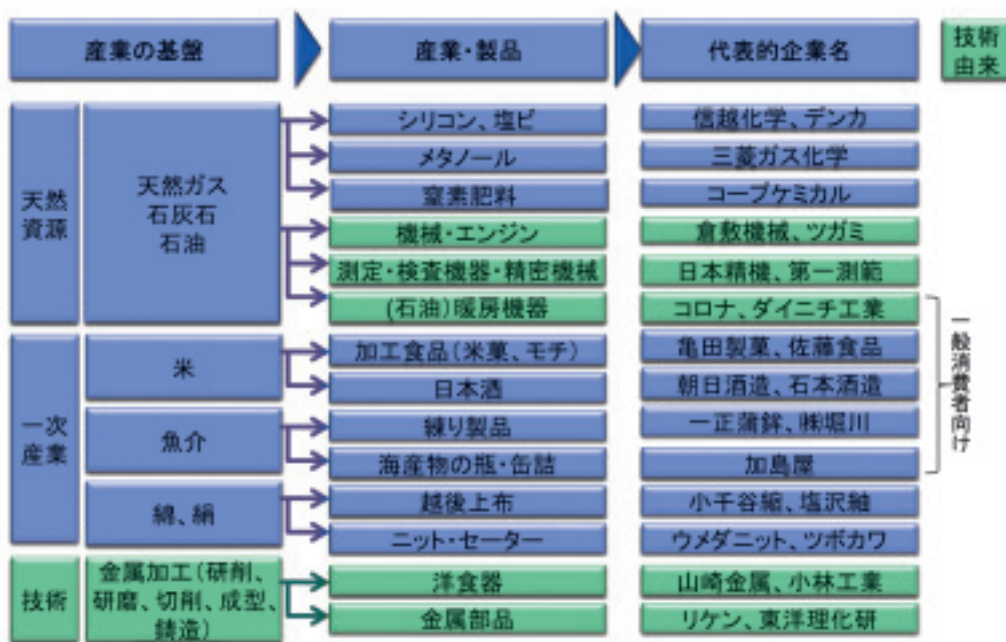 産業の基盤
産業・製品
代表的企業名
技術
由来
天然
資源
天然ガス
石灰石
石油
シリコン、塩ビ
信越化学、デンカ
メタノール
三菱ガス化学
窒素肥料
コープケミカル
機械・エンジン
倉敷機械、ツガミ
測定・検査機器・精密機械
日本精機、第一測範
(石油)暖房機器
コロナ、ダイニチ工業
一般消費者向け
一次
産業
米
加工食品(米菓、モチ)
亀田製菓、佐藤食品
日本酒
朝日酒造、石本酒造
魚介
練り製品
一正蒲鉾、㈱堀川
海産物の瓶・缶詰
加島屋
綿、絹
越後上布
小千谷縮、塩沢紬
ニット・セーター
ウメダニット、ツボカワ
技術
金属加工(研削、
研磨、切削、成型、
鋳造)
洋食器
山崎金属、小林工業
金属部品
リケン、東洋理化研